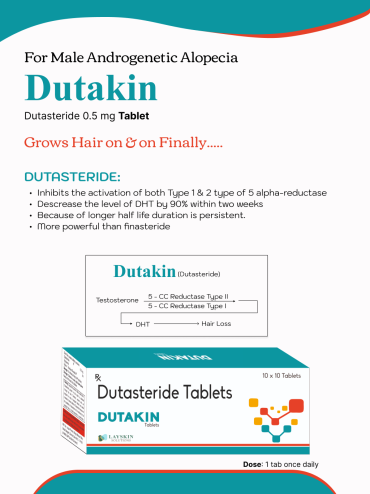 For Male Androgenetic Alopecia
Dutakin
Dutasteride 0.5 mg Tablet
Grows Hair on & on Finally.....
DUTASTERIDE:
• Inhibits the activation of both Type 1 & 2 type of 5 alpha-reductase
• Descrease the level of DHT by 90% within two weeks
• Because of longer half life duration is persistent.
• More powerful than finasteride
Dutakin (Dutasteride)
Testosterone
5 - CC Reductase Type II
5 - CC Reductase Type I
DHT
Hair Loss
DUTAKIN
Rx
10 x 10 Tablets
Dutasteride Tablets
DUTAKIN
Tablets
LAVSKIN
Dose: 1 tab once daily